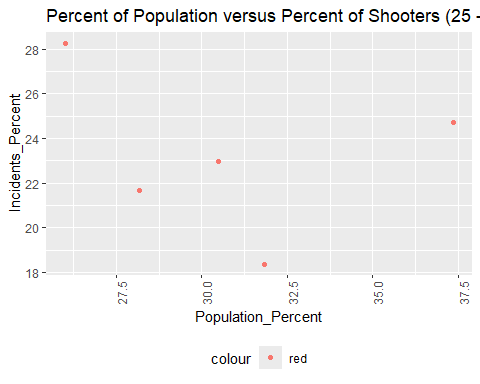 Percent of Population versus Percent of Shooters (25 -
28
26
24
22
20
18
Incidents_Percent
27.5
30.0
32.5
35.0
37.5
Population_Percent
colour
red